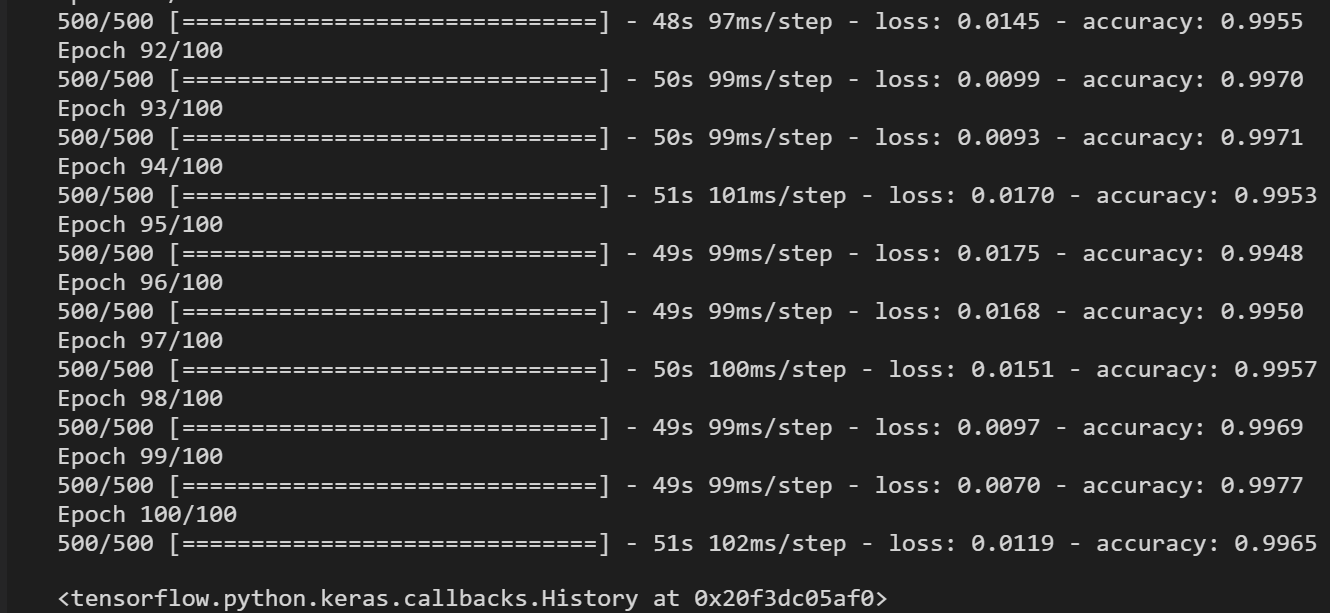 500/500 [==============================] - 48s 97ms/step - loss: 0.0145 - accuracy: 0.9955
Epoch 92/100
500/500 [==============================] - 50s 99ms/step - loss: 0.0099 - accuracy: 0.9970
Epoch 93/100
500/500 [==============================] - 50s 99ms/step - loss: 0.0093 - accuracy: 0.9971
Epoch 94/100
500/500 [==============================] - 51s 101ms/step - loss: 0.0170 - accuracy: 0.9953
Epoch 95/100
500/500 [==============================] - 49s 99ms/step - loss: 0.0175 - accuracy: 0.9948
Epoch 96/100
500/500 [==============================] - 49s 99ms/step - loss: 0.0168 - accuracy: 0.9950
Epoch 97/100
500/500 [==============================] - 50s 100ms/step - loss: 0.0151 - accuracy: 0.9957
Epoch 98/100
500/500 [==============================] - 49s 99ms/step - loss: 0.0097 - accuracy: 0.9969
Epoch 99/100
500/500 [==============================] - 49s 99ms/step - loss: 0.0070 - accuracy: 0.9977
Epoch 100/100
500/500 [==============================] - 51s 102ms/step - loss: 0.0119 - accuracy: 0.9965
<tensorflow.python.keras.callbacks.History at 0x20f3dc05af0>